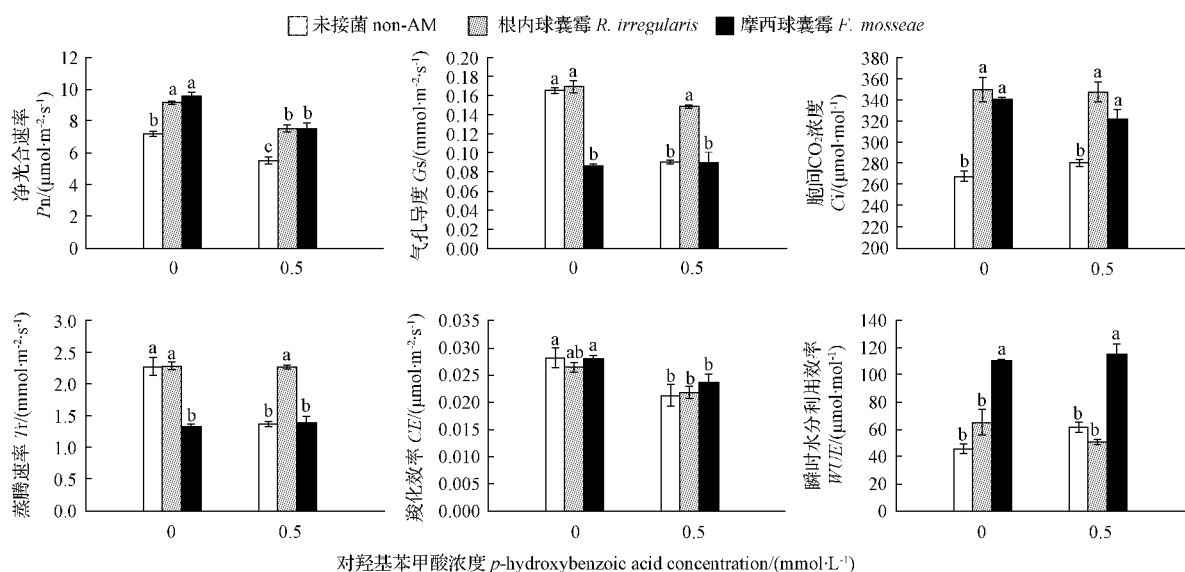 未接菌 non-AM 根内球囊霉 R. irregularis 摩西球囊霉 F. mosseae
净光合速率
Pn/(μmol·m⁻²·s⁻¹)
12
10
8
6
4
2
0
b
a
a
c
b
b
0
0.5
气孔导度 Gs/(mmol·m⁻²·s⁻¹)
0.20
0.18
0.16
0.14
0.12
0.10
0.08
0.06
0.04
0.02
0.00
a
a
b
b
a
b
0
0.5
胞间CO₂浓度
Ci/(μmol·mol⁻¹)
380
360
340
320
300
280
260
240
220
200
b
a
a
b
a
a
0
0.5
蒸腾速率 Tr/(mmol·m⁻²·s⁻¹)
3.0
2.5
2.0
1.5
1.0
0.5
0.0
a
a
b
b
a
b
0
0.5
羧化效率 CE/(μmol·m⁻²·s⁻¹)
0.035
0.030
0.025
0.020
0.015
0.010
0.005
0.000
a
ab
a
b
b
b
0
0.5
瞬时水分利用效率
WUE/(μmol·mol⁻¹)
140
120
100
80
60
40
20
0
b
b
a
b
b
a
0
0.5
对羟基苯甲酸浓度 p-hydroxybenzoic acid concentration/(mmol·L⁻¹)